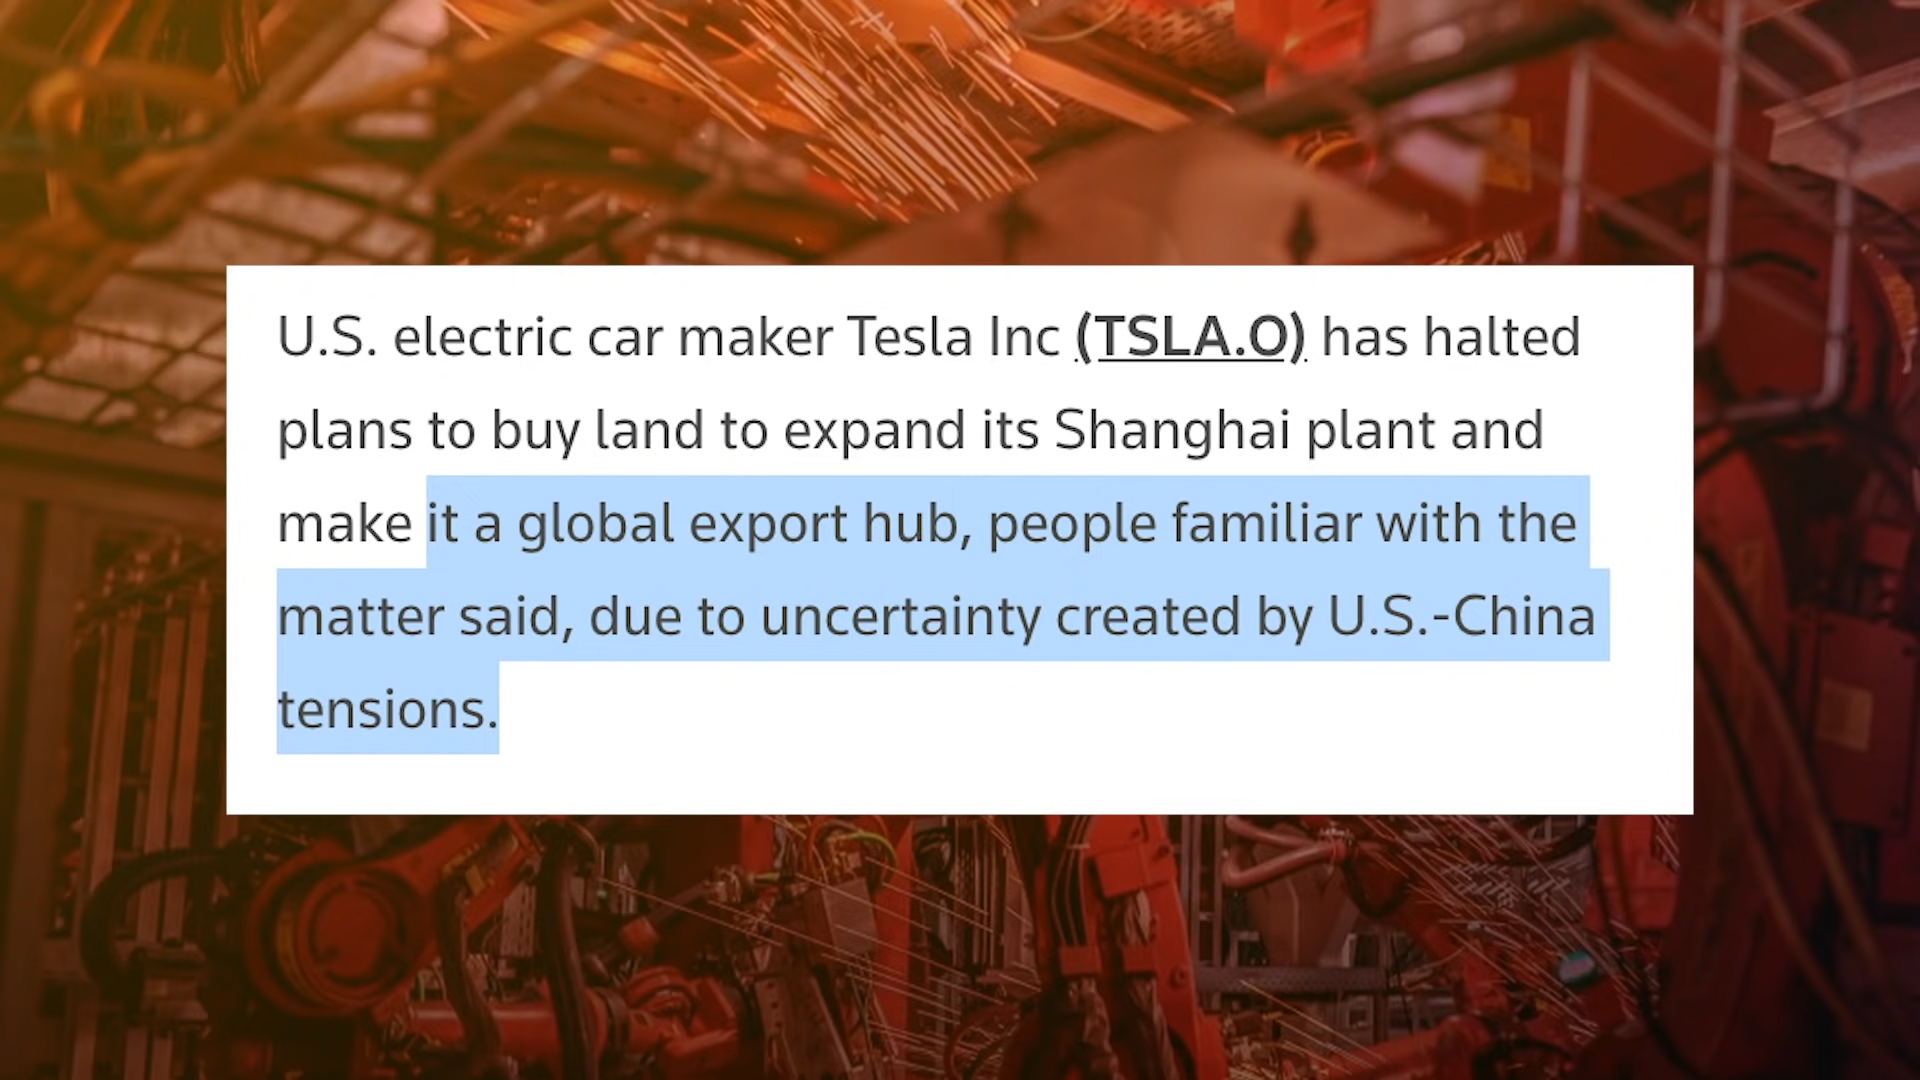 U.S. electric car maker Tesla Inc (TSLA.O) has halted
plans to buy land to expand its Shanghai plant and
make it a global export hub, people familiar with the
matter said, due to uncertainty created by U.S.-China
tensions.